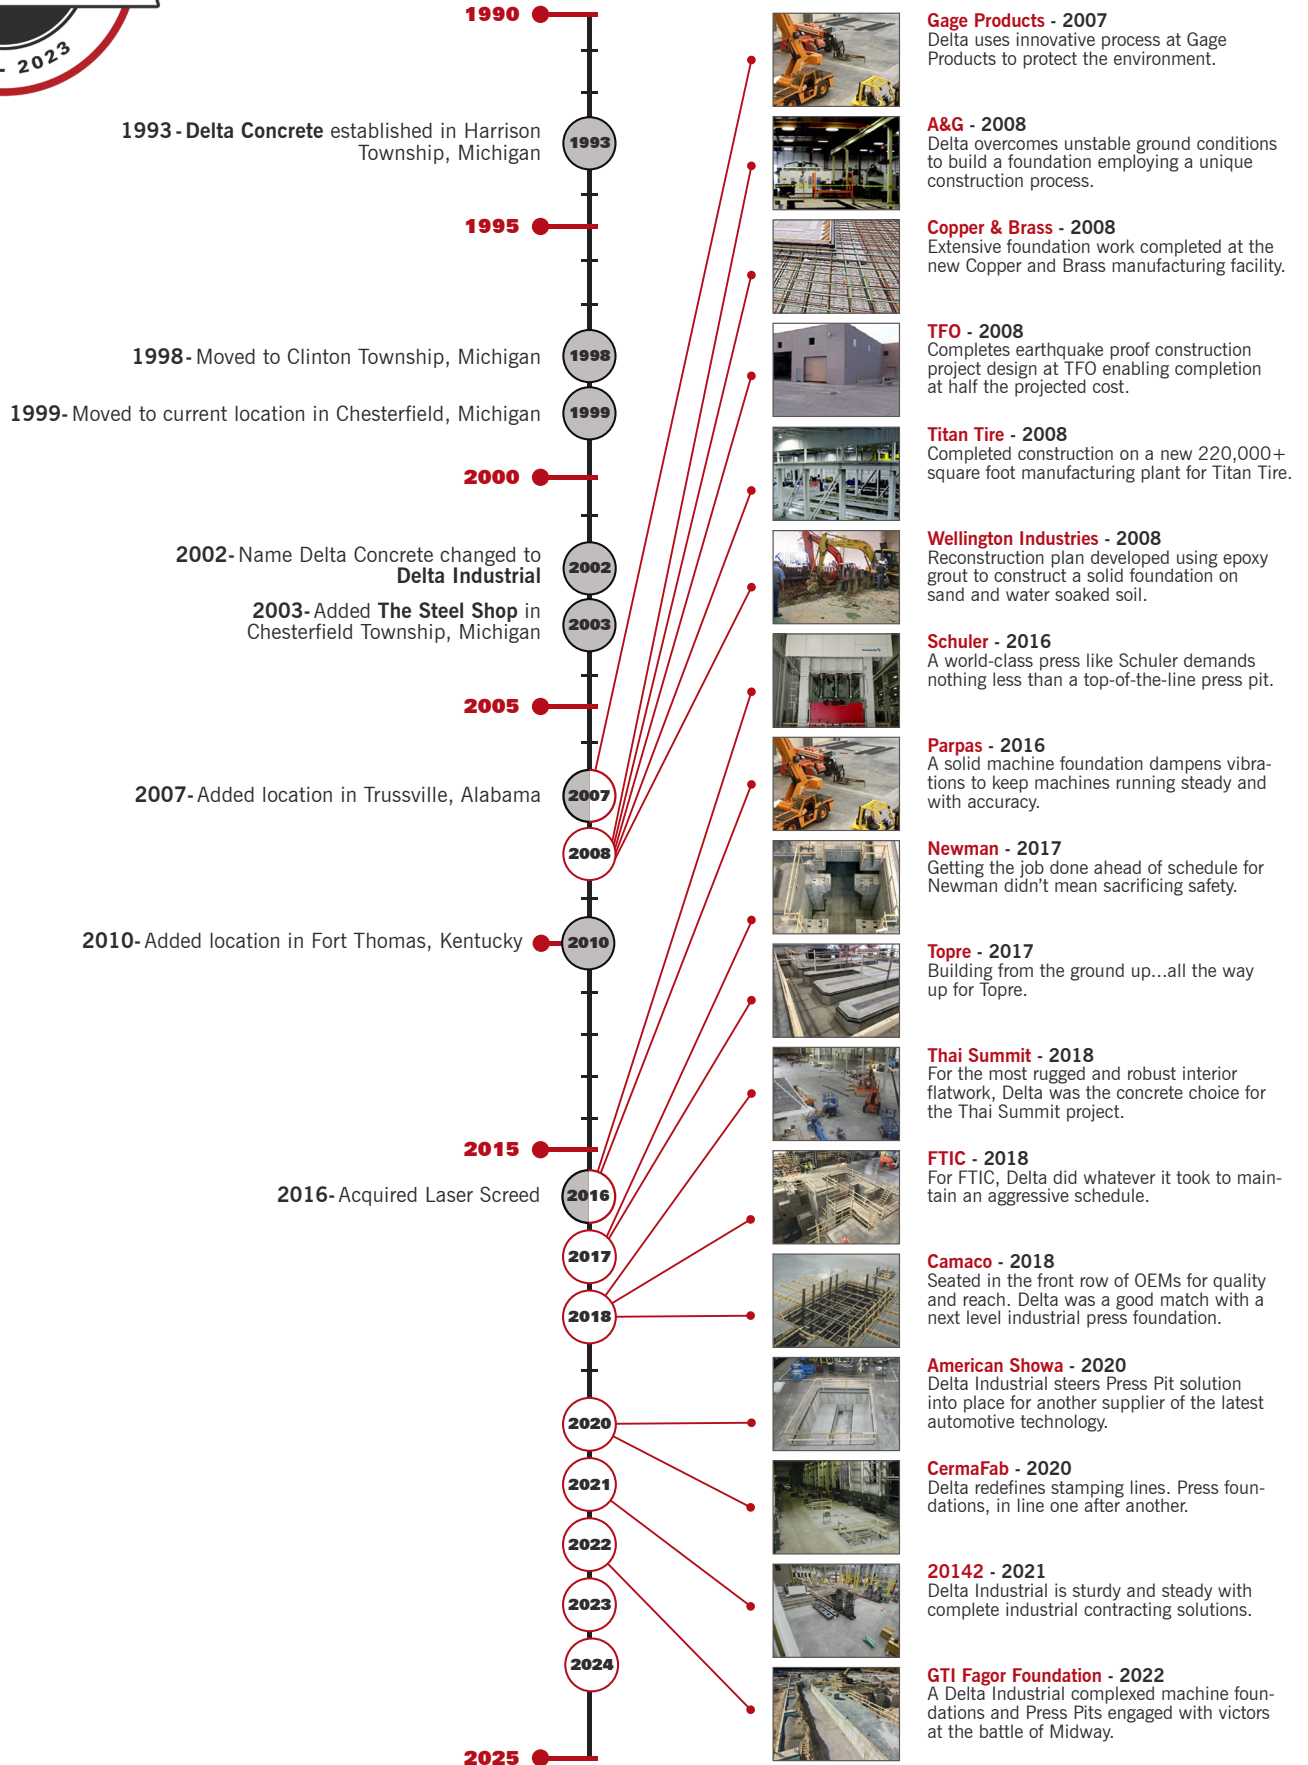 - 2023
1990
1993 - Delta Concrete established in Harrison
Township, Michigan
1993
1995
1998- Moved to Clinton Township, Michigan
1998
1999- Moved to current location in Chesterfield, Michigan
1999
2000
2002- Name Delta Concrete changed to
Delta Industrial
2002
2003- Added The Steel Shop in
Chesterfield Township, Michigan
2003
2005
2007- Added location in Trussville, Alabama
2007
2008
2010- Added location in Fort Thomas, Kentucky
2010
2015
2016- Acquired Laser Screed
2016
2017
2018
2020
2021
2022
2023
2024
2025
Gage Products - 2007
Delta uses innovative process at Gage
Products to protect the environment.
A&G - 2008
Delta overcomes unstable ground conditions
to build a foundation employing a unique
construction process.
Copper & Brass - 2008
Extensive foundation work completed at the
new Copper and Brass manufacturing facility.
TFO - 2008
Completes earthquake proof construction
project design at TFO enabling completion
at half the projected cost.
Titan Tire - 2008
Completed construction on a new 220,000+
square foot manufacturing plant for Titan Tire.
Wellington Industries - 2008
Reconstruction plan developed using epoxy
grout to construct a solid foundation on
sand and water soaked soil.
Schuler - 2016
A world-class press like Schuler demands
nothing less than a top-of-the-line press pit.
Parpas - 2016
A solid machine foundation dampens vibra-
tions to keep machines running steady and
with accuracy.
Newman - 2017
Getting the job done ahead of schedule for
Newman didn't mean sacrificing safety.
Topre - 2017
Building from the ground up...all the way
up for Topre.
Thai Summit - 2018
For the most rugged and robust interior
flatwork, Delta was the concrete choice for
the Thai Summit project.
FTIC - 2018
For FTIC, Delta did whatever it took to main-
tain an aggressive schedule.
Camaco - 2018
Seated in the front row of OEMs for quality
and reach. Delta was a good match with a
next level industrial press foundation.
American Showa - 2020
Delta Industrial steers Press Pit solution
into place for another supplier of the latest
automotive technology.
CermaFab - 2020
Delta redefines stamping lines. Press foun-
dations, in line one after another.
20142 - 2021
Delta Industrial is sturdy and steady with
complete industrial contracting solutions.
GTI Fagor Foundation - 2022
A Delta Industrial complexed machine foun-
dations and Press Pits engaged with victors
at the battle of Midway.